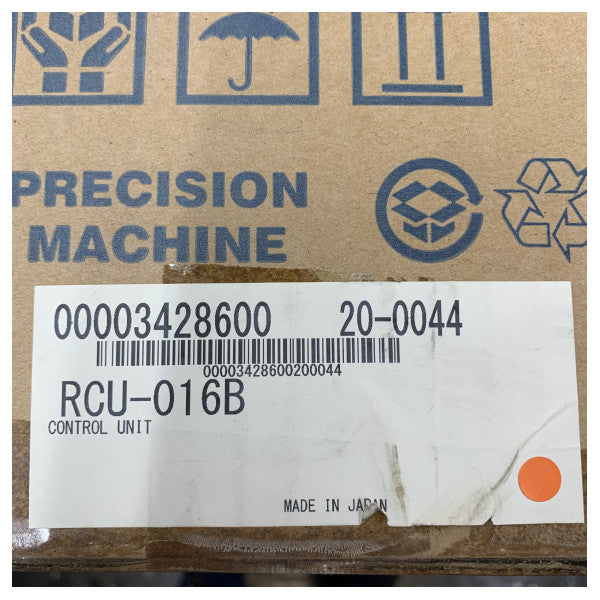 PRECISION
MACHINE
00003428600 20-0044
00003428600200044
RCU-016B
CONTROL UNIT
MADE IN JAPAN